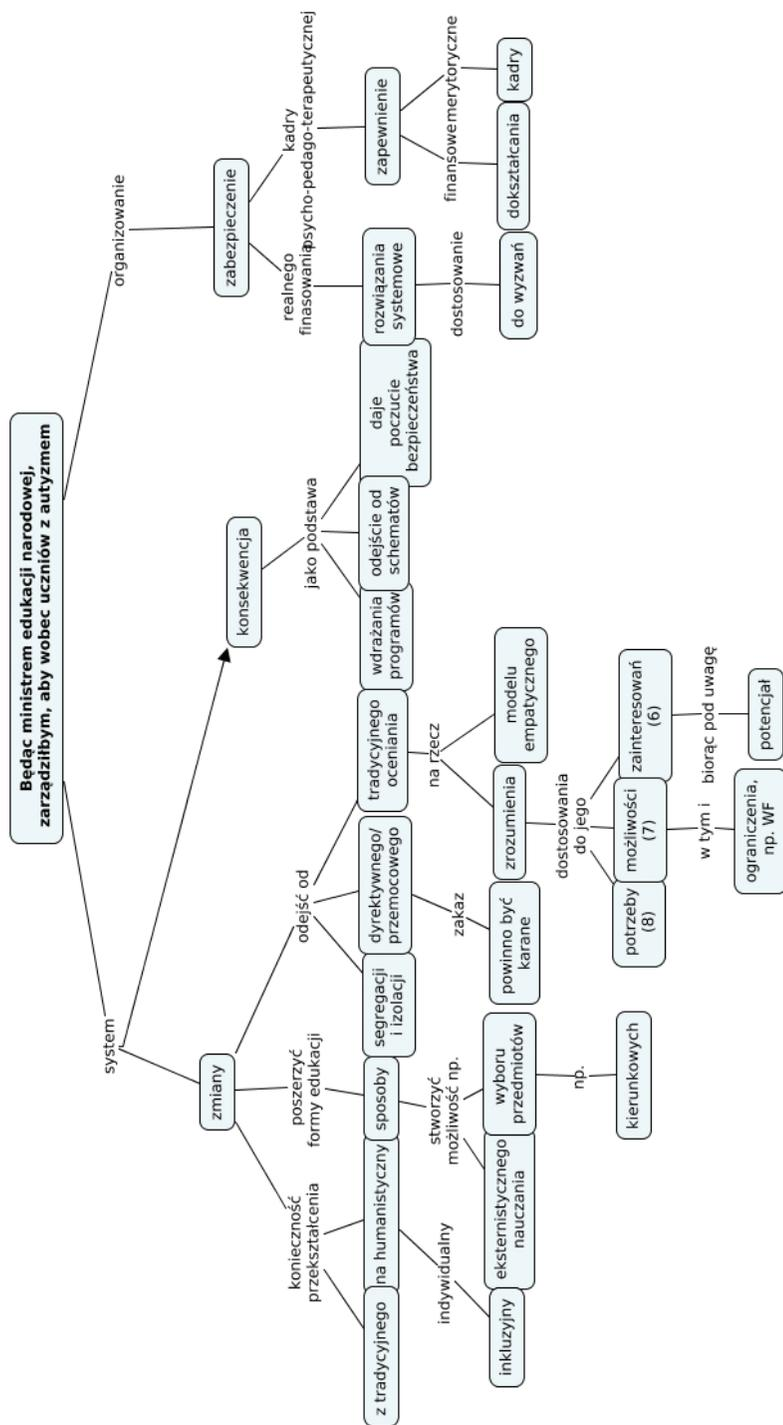 Będąc ministrem edukacji narodowej,
zarządziłbym, aby wobec uczniów z autyzmem
system
organizowanie
zmiany
konsekwencja
zabezpieczenie
konieczność
przekształcenia
poszerzyć
formy edukacji
odejść od
jako podstawa
realnego
finasowania
kadry
psycho-pedago-terapeutycznej
z tradycyjnego
na humanistyczny
sposoby
segregacji
i izolacji
dyrektywnego/
przemocowego
tradycyjnego
oceniania
wdrażania
programów
odejście od
schematów
daje
poczucie
bezpieczeństwa
rozwiązania
systemowe
zapewnienie
indywidualny
stworzyć
możliwość np.
zakaz
na rzecz
dostosowanie
finansowe
merytoryczne
inkluzyjny
eksternistycznego
nauczania
wyboru
przedmiotów
powinno być
karane
zrozumienia
modelu
empatycznego
do wyzwań
dokształcania
kadry
np.
dostosowania
do jego
kierunkowych
potrzeby
(8)
możliwości
(7)
zainteresowań
(6)
w tym i
biorąc pod uwagę
ograniczenia,
np. WF
potencjał